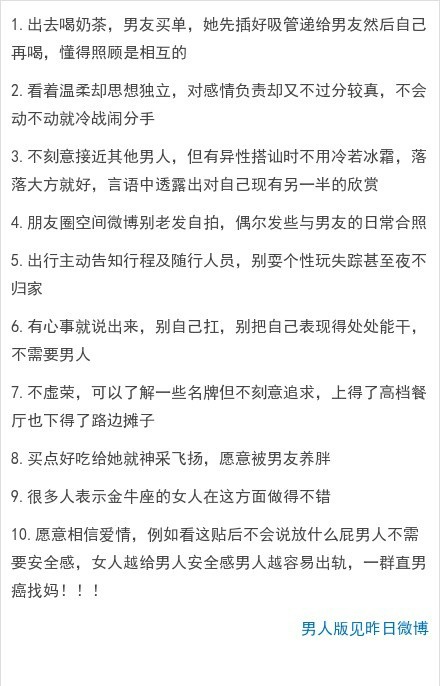 1. 出去喝奶茶，男友买单，她先插好吸管递给男友然后自己
再喝，懂得照顾是相互的
2. 看着温柔却思想独立，对感情负责却又不过分较真，不会
动不动就冷战闹分手
3. 不刻意接近其他男人，但有异性搭讪时不用冷若冰霜，落
落大方就好，言语中透露出对自己现有另一半的欣赏
4. 朋友圈空间微博别老发自拍，偶尔发些与男友的日常合照
5. 出行主动告知行程及随行人员，别耍个性玩失踪甚至夜不
归家
6. 有心事就说出来，别自己扛，别把自己表现得处处能干，
不需要男人
7. 不虚荣，可以了解一些名牌但不刻意追求，上得了高档餐
厅也下得了路边摊子
8. 买点好吃给她就神采飞扬，愿意被男友养胖
9. 很多人表示金牛座的女人在这方面做得不错
10. 愿意相信爱情，例如看这贴后不会说放什么屁男人不需
要安全感，女人越给男人安全感男人越容易出轨，一群直男
癌找妈！！！
男人版见昨日微博